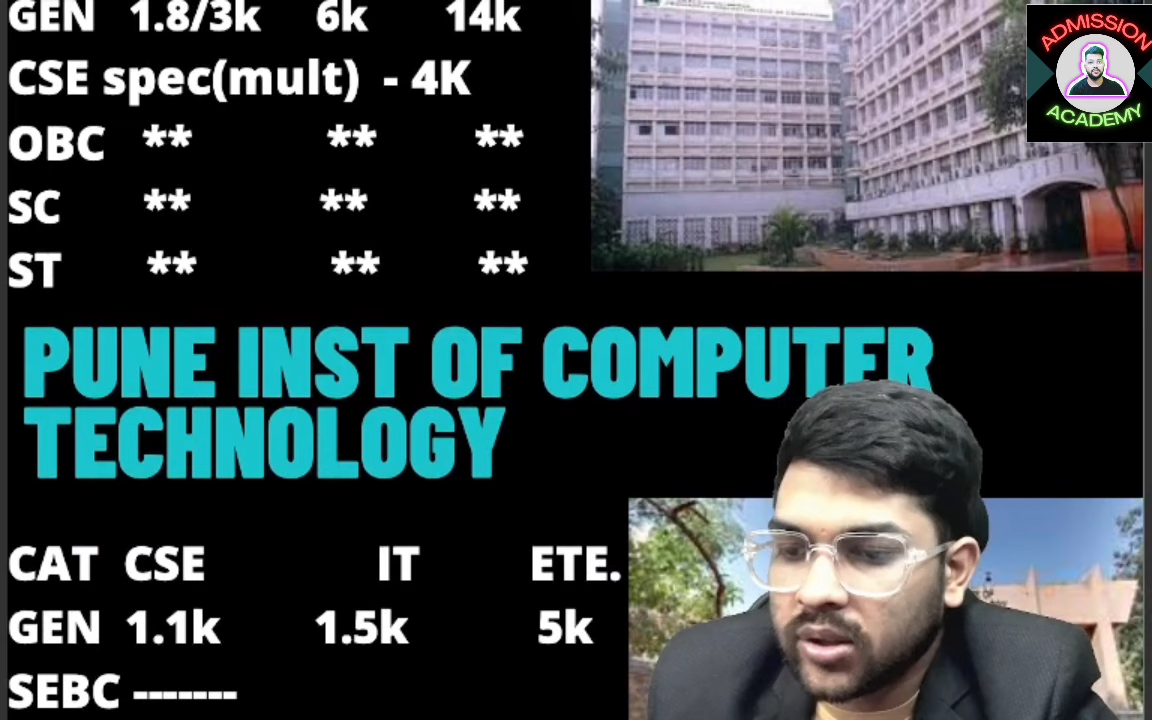 GEN 1.8/3k 6k 14k
CSE spec(mult) - 4K
OBC ** ** **
SC ** ** **
ST ** ** **
PUNE INST OF COMPUTER
TECHNOLOGY
CAT CSE IT ETE.
GEN 1.1k 1.5k 5k
SEBC -------
ADMISSION
ACADEMY